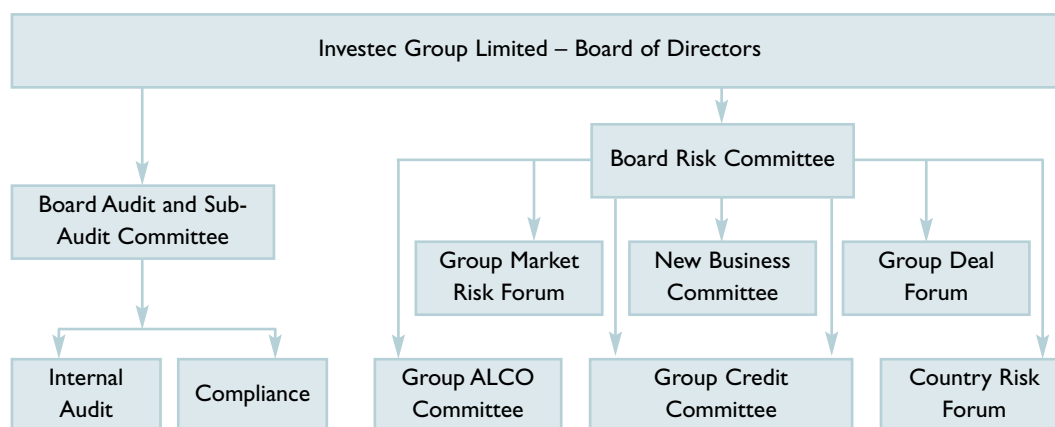 Investec Group Limited – Board of Directors
Board Risk Committee
Board Audit and Sub-
Audit Committee
Group Market
Risk Forum
New Business
Committee
Group Deal
Forum
Internal
Audit
Compliance
Group ALCO
Committee
Group Credit
Committee
Country Risk
Forum